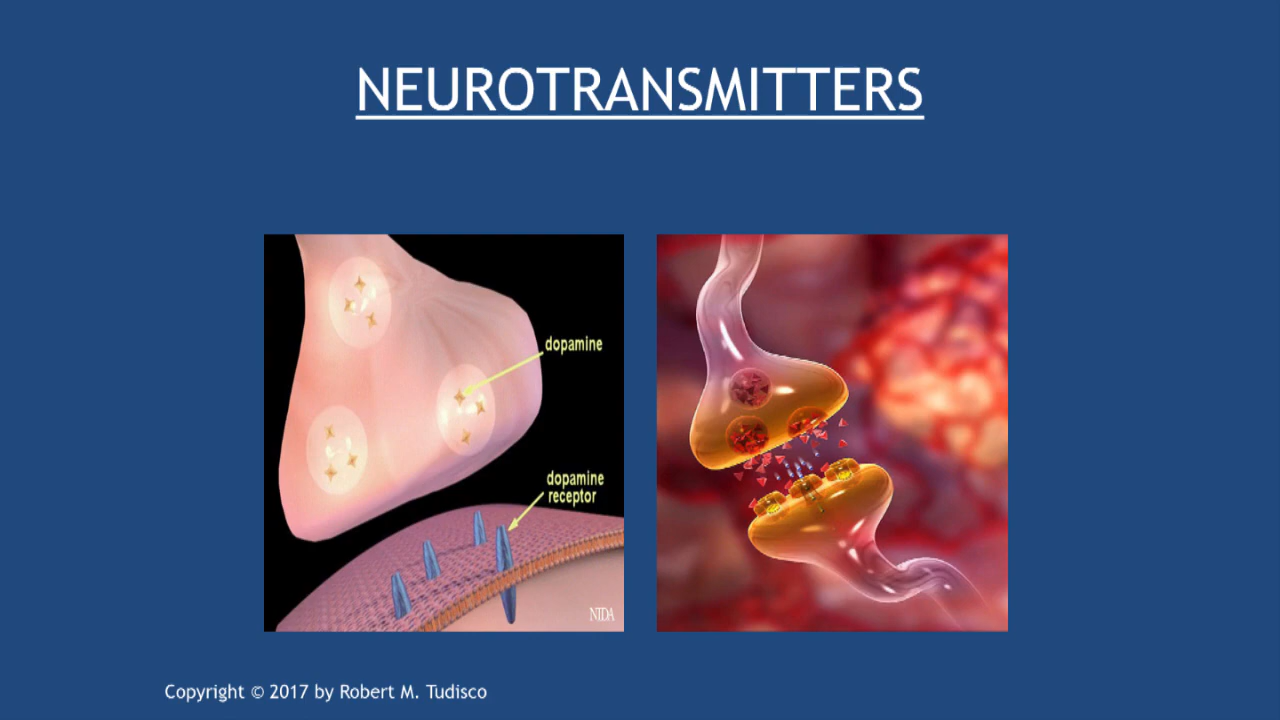 NEUROTRANSMITTERS
dopamine
dopamine
receptor
NIDA
Copyright © 2017 by Robert M. Tudisco